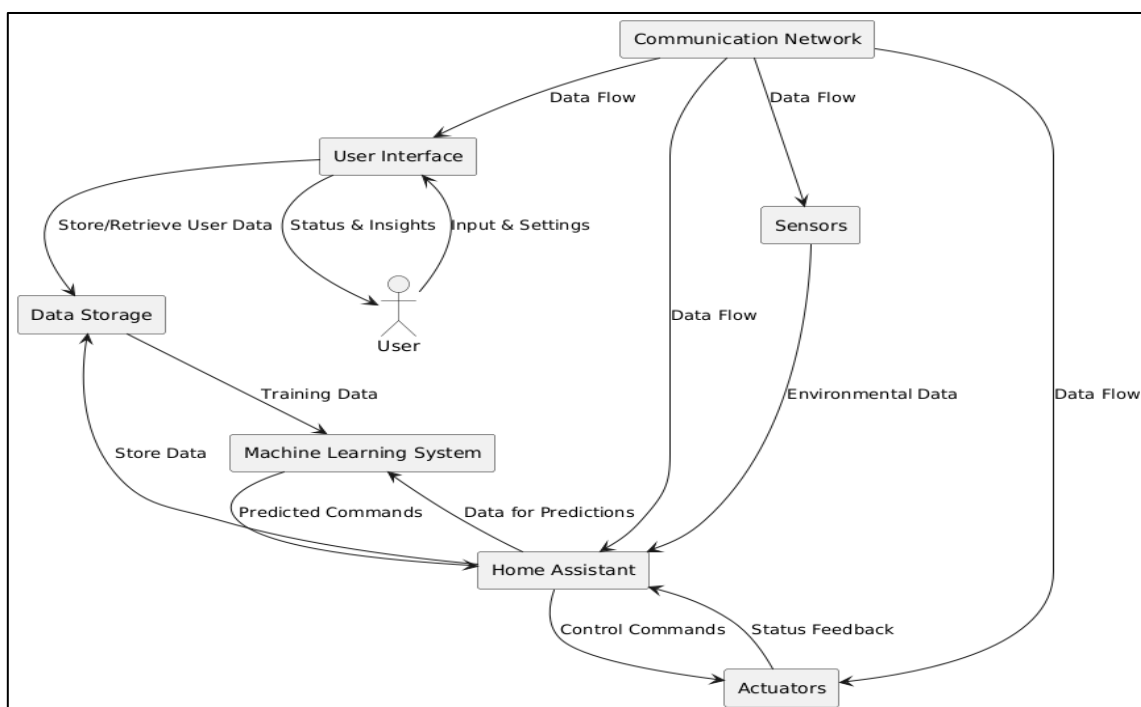 Communication Network
Data Flow
Data Flow
User Interface
Store/Retrieve User Data
Status & Insights
Input & Settings
Sensors
Data Storage
User
Data Flow
Training Data
Environmental Data
Data Flow
Machine Learning System
Store Data
Predicted Commands
Data for Predictions
Home Assistant
Control Commands
Status Feedback
Actuators